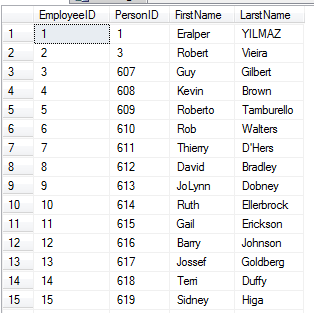 EmployeeID PersonID FirstName LarstName
1 1 1 Eralper YILMAZ
2 2 3 Robert Vieira
3 3 607 Guy Gilbert
4 4 608 Kevin Brown
5 5 609 Roberto Tamburello
6 6 610 Rob Walters
7 7 611 Thierry D'Hers
8 8 612 David Bradley
9 9 613 JoLynn Dobney
10 10 614 Ruth Ellerbrock
11 11 615 Gail Erickson
12 12 616 Barry Johnson
13 13 617 Jossef Goldberg
14 14 618 Terri Duffy
15 15 619 Sidney Higa